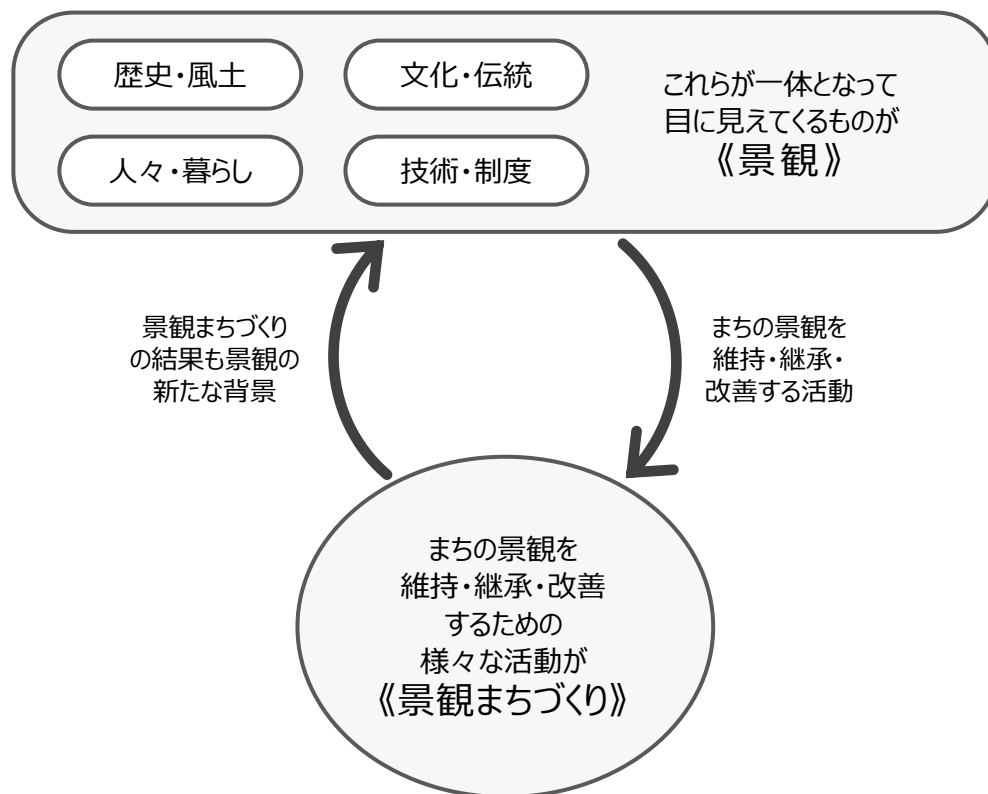 歴史・風土
文化・伝統
人々・暮らし
技術・制度
これらが一体となって
目に見えてくるものが
《景観》
景観まちづくり
の結果も景観の
新たな背景
まちの景観を
維持・継承・
改善する活動
まちの景観を
維持・継承・改善
するための
様々な活動が
《景観まちづくり》